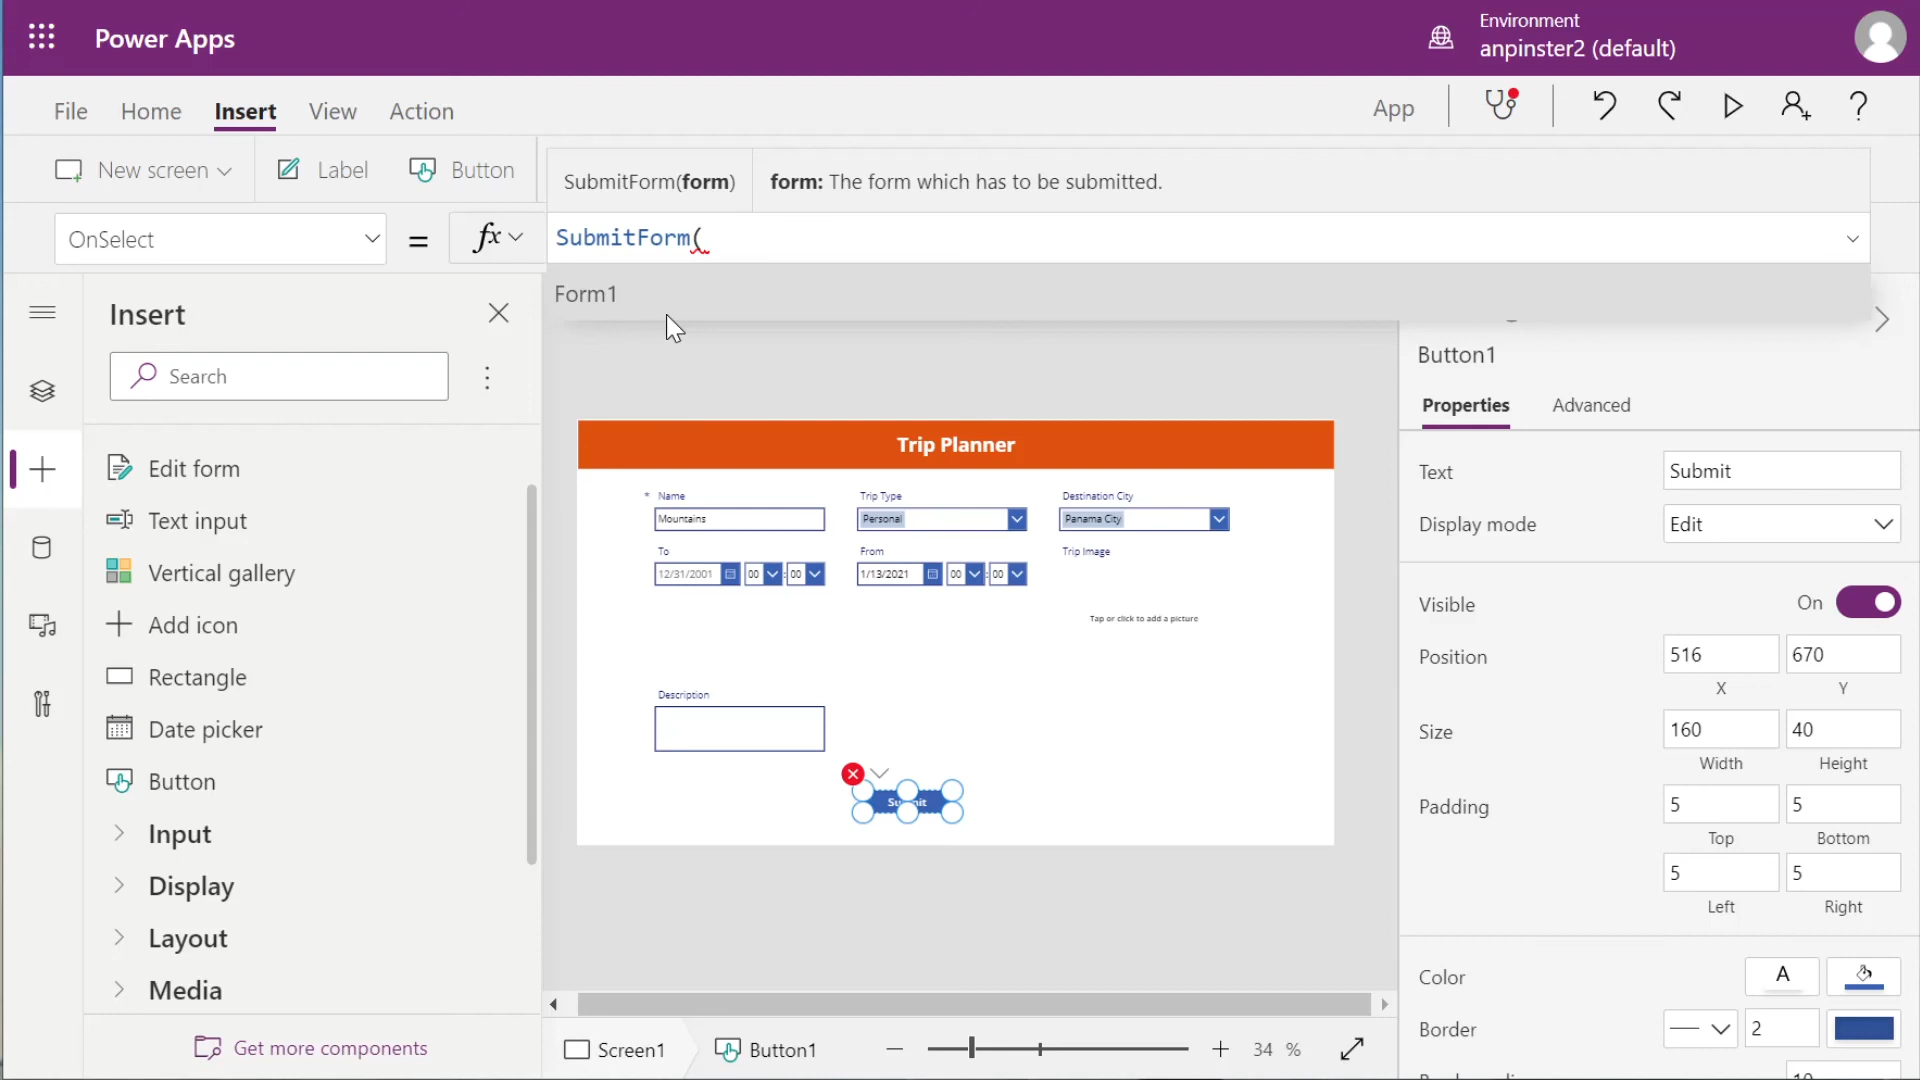 Power Apps
Environment
anpinster2 (default)
File Home Insert View Action
App
New screen Label Button
SubmitForm(form) form: The form which has to be submitted.
OnSelect = fx SubmitForm(
Form1
Insert
Search
Edit form
Text input
Vertical gallery
Add icon
Rectangle
Date picker
Button
Input
Display
Layout
Media
Get more components
Trip Planner
* Name Trip Type Destination City
Mountains Personal Panama City
To From Trip Image
12/31/2001 00 : 00 1/13/2021 00 : 00
Tap or click to add a picture
Description
Screen1 Button1 34 %
Button1
Properties Advanced
Text Submit
Display mode Edit
Visible On
Position 516 670
X Y
Size 160 40
Width Height
Padding 5 5
Top Bottom
5 5
Left Right
Color A
Border 2